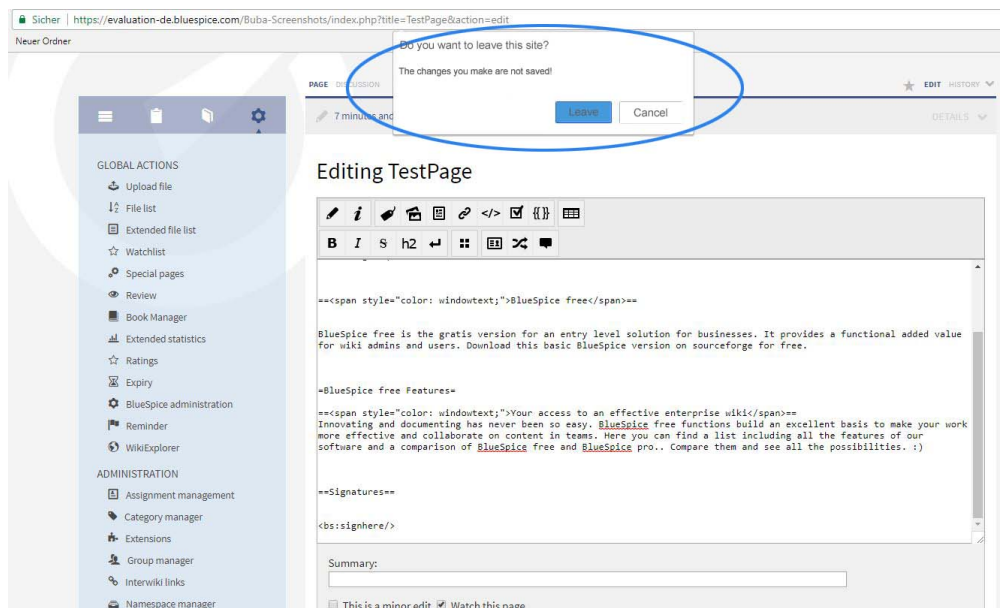 Sicher | https://evaluation-de.bluespice.com/Buba-Screenshots/index.php?title=TestPage&action=edit
Neuer Ordner
Do you want to leave this site?
The changes you make are not saved!
Leave Cancel
PAGE DISCUSSION
EDIT HISTORY
7 minutes and
DETAILS
GLOBAL ACTIONS
Upload file
File list
Extended file list
Watchlist
Special pages
Review
Book Manager
Extended statistics
Ratings
Expiry
BlueSpice administration
Reminder
WikiExplorer
ADMINISTRATION
Assignment management
Category manager
Extensions
Group manager
Interwiki links
Namespace manager
Editing TestPage
B I S h2
==<span style="color: windowtext;">BlueSpice free</span>==
BlueSpice free is the gratis version for an entry level solution for businesses. It provides a functional added value
for wiki admins and users. Download this basic BlueSpice version on sourceforge for free.
=BlueSpice free Features=
==<span style="color: windowtext;">Your access to an effective enterprise wiki</span>==
Innovating and documenting has never been so easy. BlueSpice free functions build an excellent basis to make your work
more effective and collaborate on content in teams. Here you can find a list including all the features of our
software and a comparison of BlueSpice free and BlueSpice pro.. Compare them and see all the possibilities. :)
==Signatures==
<bs:signhere/>
Summary:
This is a minor edit Watch this page